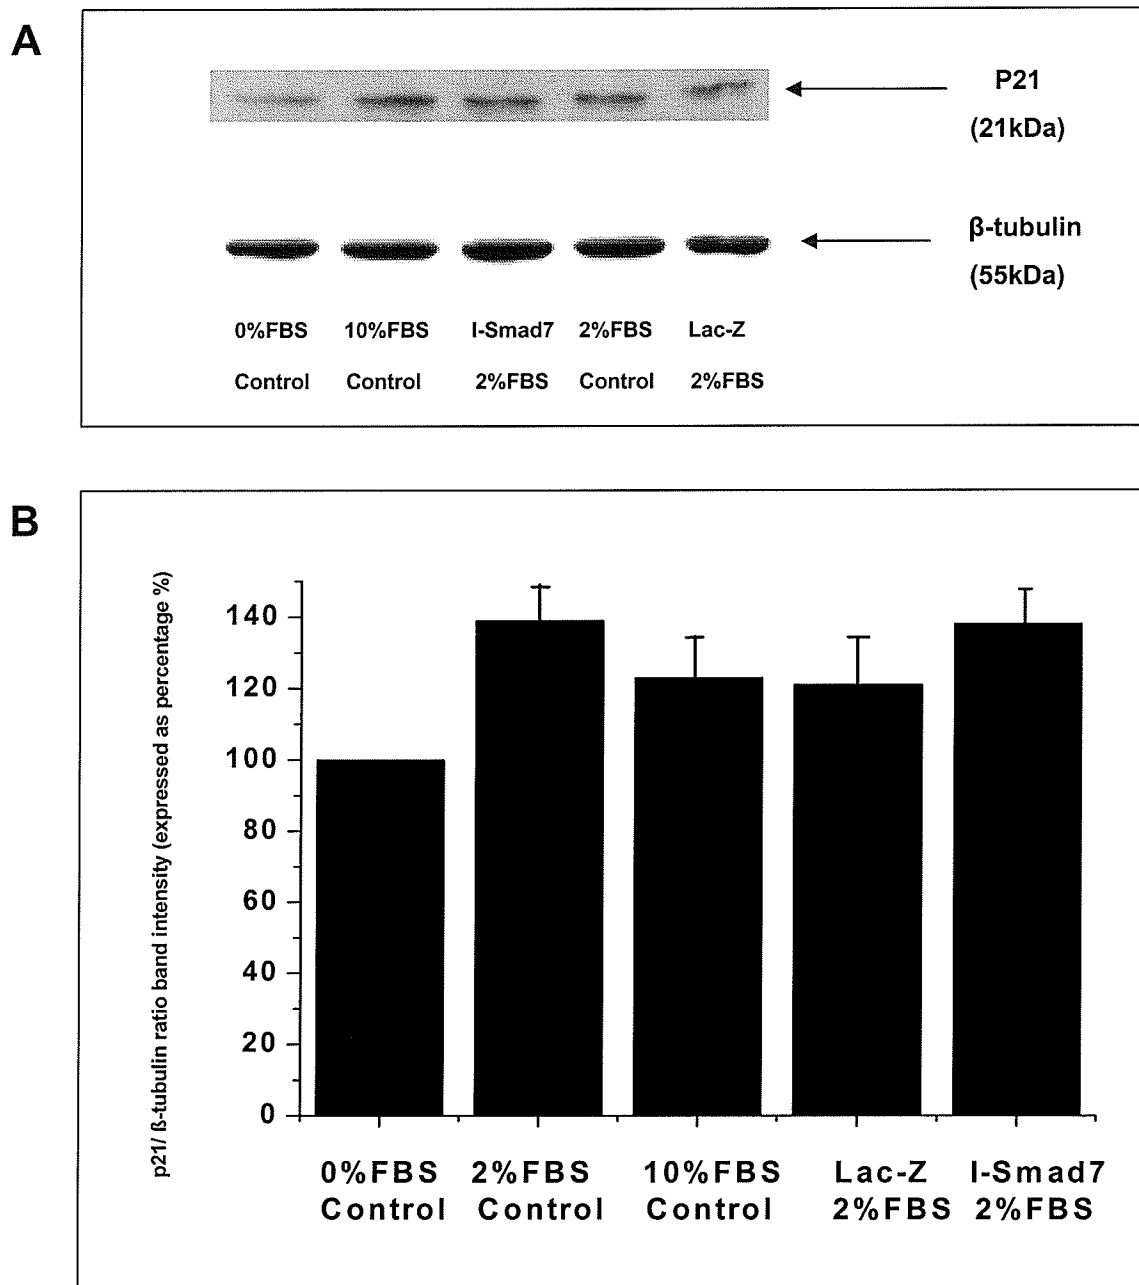 A
P21
(21kDa)
β-tubulin
(55kDa)
0%FBS 10%FBS I-Smad7 2%FBS Lac-Z
Control Control 2%FBS Control 2%FBS
B
p21/ ß-tubulin ratio band intensity (expressed as percentage %)
140
120
100
80
60
40
20
0
0%FBS 2%FBS 10%FBS Lac-Z I-Smad7
Control Control Control 2%FBS 2%FBS